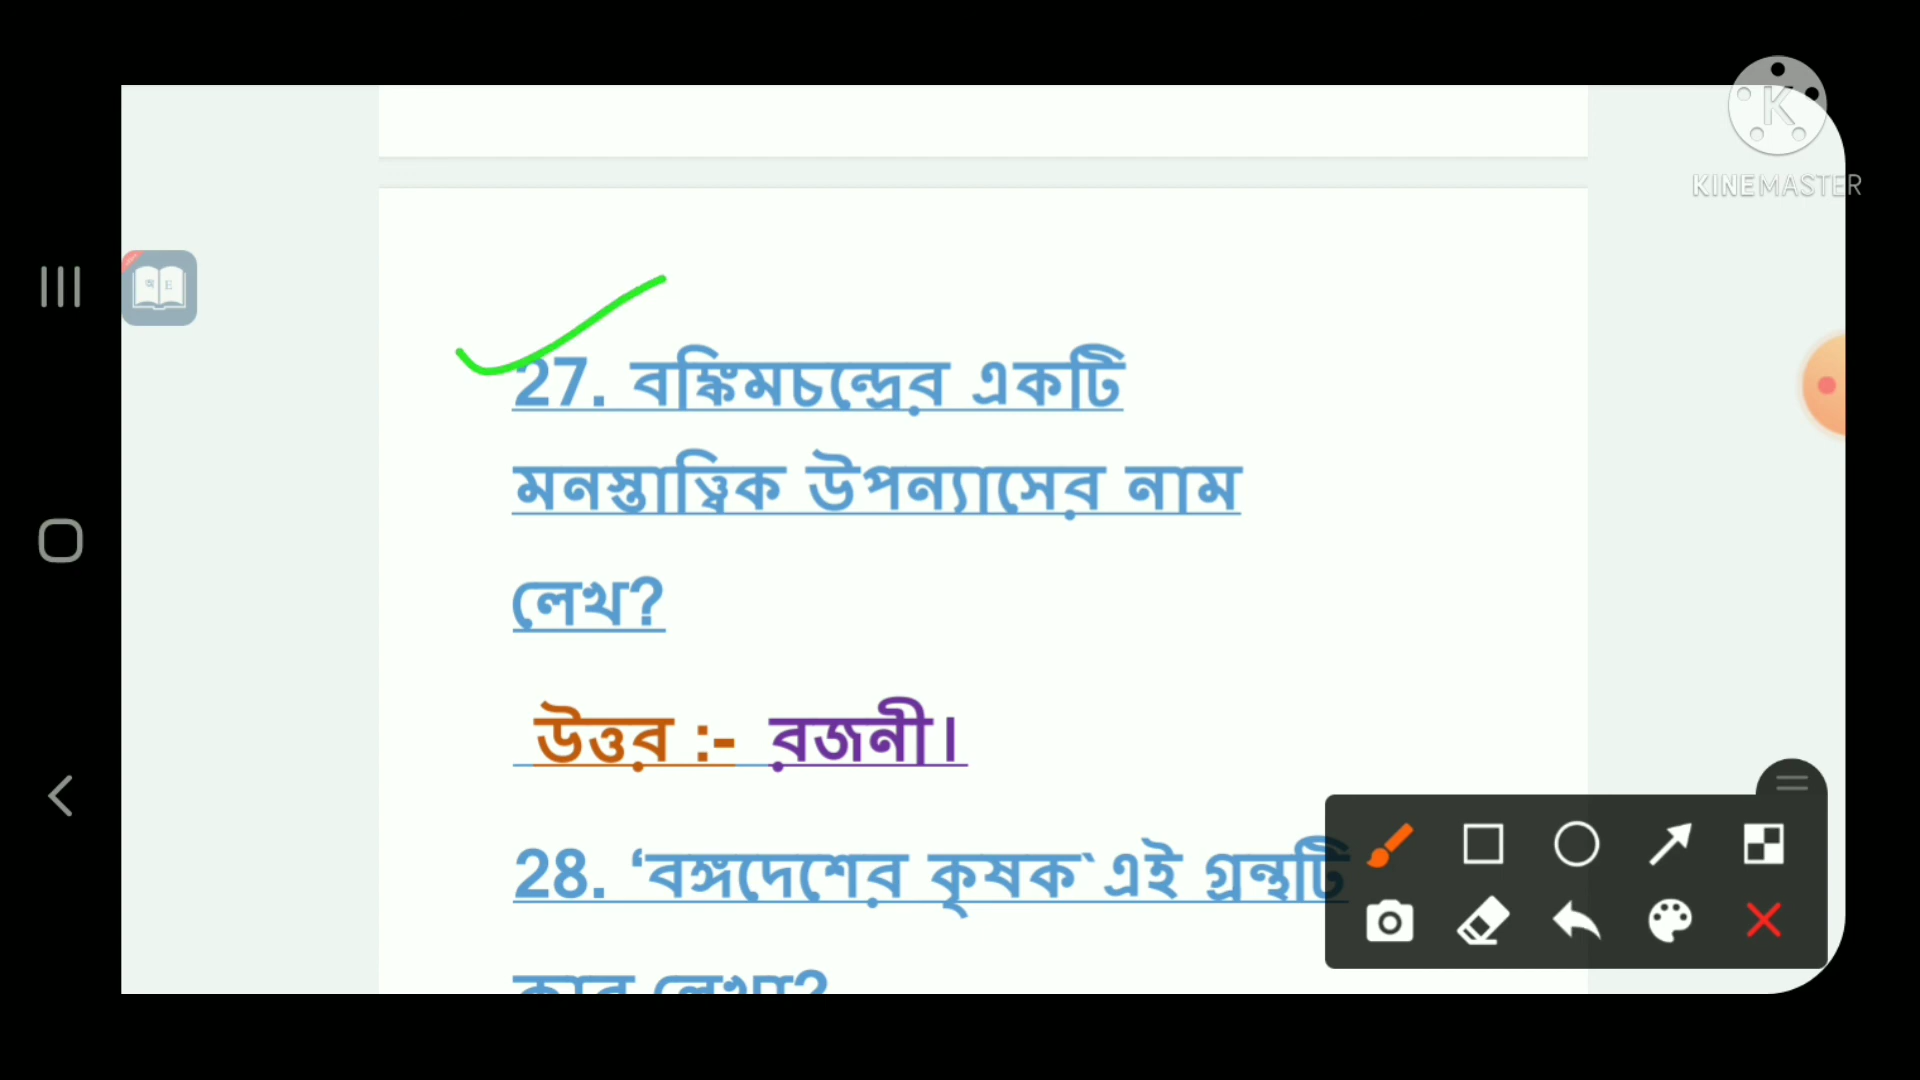 KINEMASTER
27. বঙ্কিমচন্দ্রের একটি
মনস্তাত্ত্বিক উপন্যাসের নাম
লেখ?
উত্তর :- রজনী।
28. ‘বঙ্গদেশের কৃষক` এই গ্রন্থটি
কার লেখা?